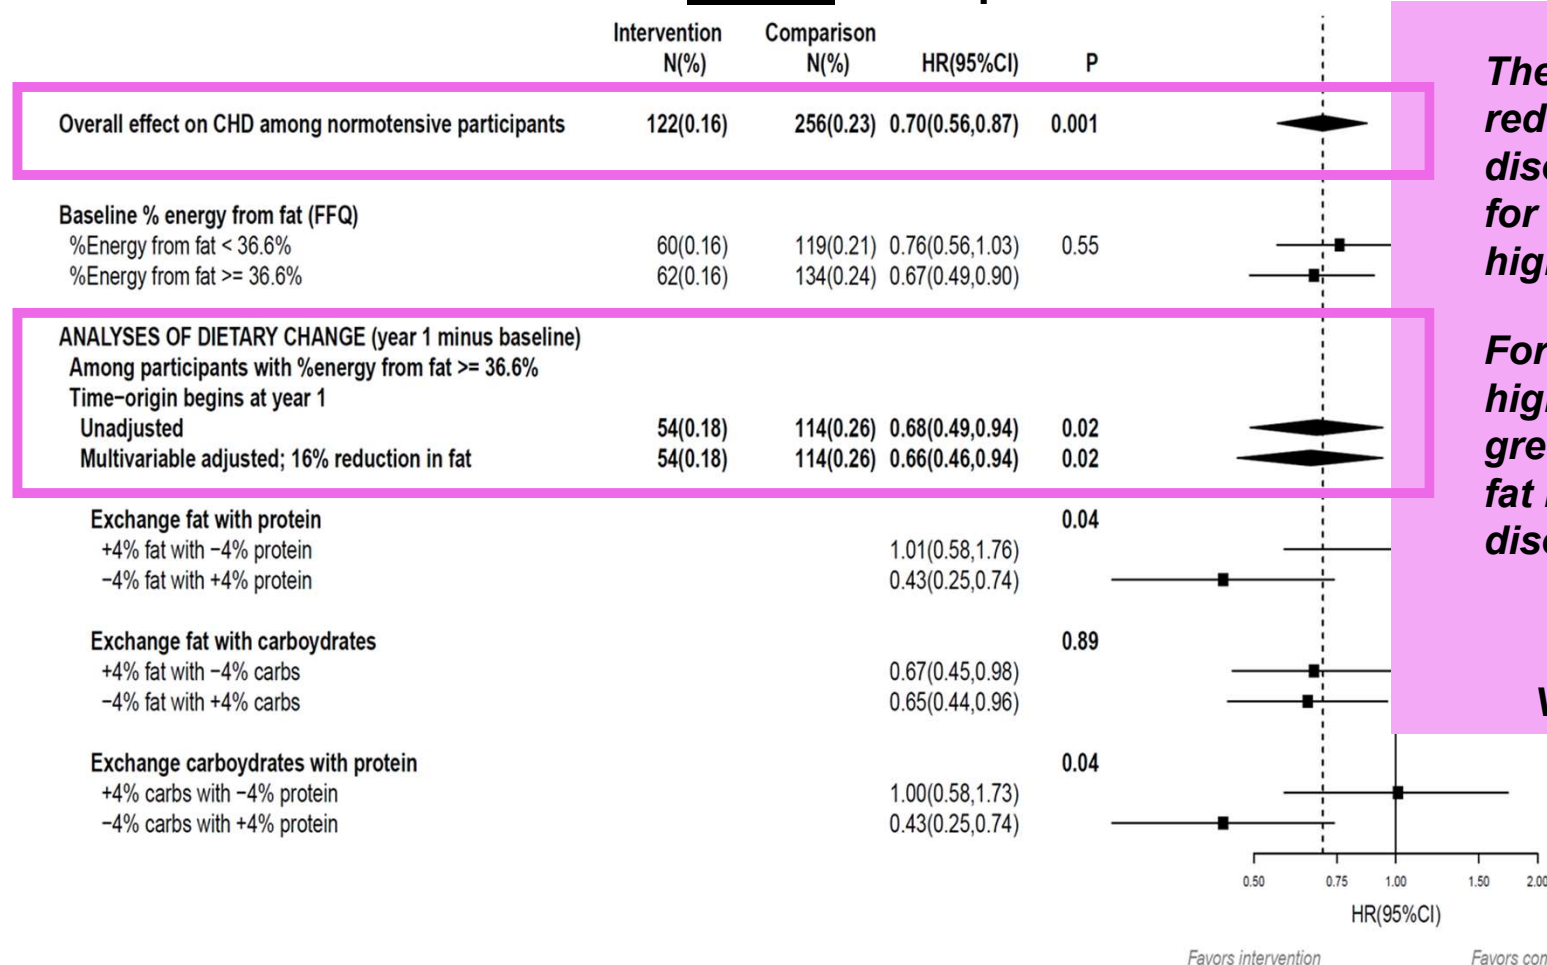 Intervention Comparison
N(%) N(%) HR(95%CI) P
Overall effect on CHD among normotensive participants 122(0.16) 256(0.23) 0.70(0.56,0.87) 0.001
Baseline % energy from fat (FFQ)
%Energy from fat < 36.6% 60(0.16) 119(0.21) 0.76(0.56,1.03) 0.55
%Energy from fat >= 36.6% 62(0.16) 134(0.24) 0.67(0.49,0.90)
ANALYSES OF DIETARY CHANGE (year 1 minus baseline)
Among participants with %energy from fat >= 36.6%
Time−origin begins at year 1
Unadjusted 54(0.18) 114(0.26) 0.68(0.49,0.94) 0.02
Multivariable adjusted; 16% reduction in fat 54(0.18) 114(0.26) 0.66(0.46,0.94) 0.02
Exchange fat with protein 0.04
+4% fat with −4% protein 1.01(0.58,1.76)
−4% fat with +4% protein 0.43(0.25,0.74)
Exchange fat with carboydrates 0.89
+4% fat with −4% carbs 0.67(0.45,0.98)
−4% fat with +4% carbs 0.65(0.44,0.96)
Exchange carboydrates with protein 0.04
+4% carbs with −4% protein 1.00(0.58,1.73)
−4% carbs with +4% protein 0.43(0.25,0.74)
0.50 0.75 1.00 1.50 2.00
HR(95%CI)
Favors intervention Favors
for
fat